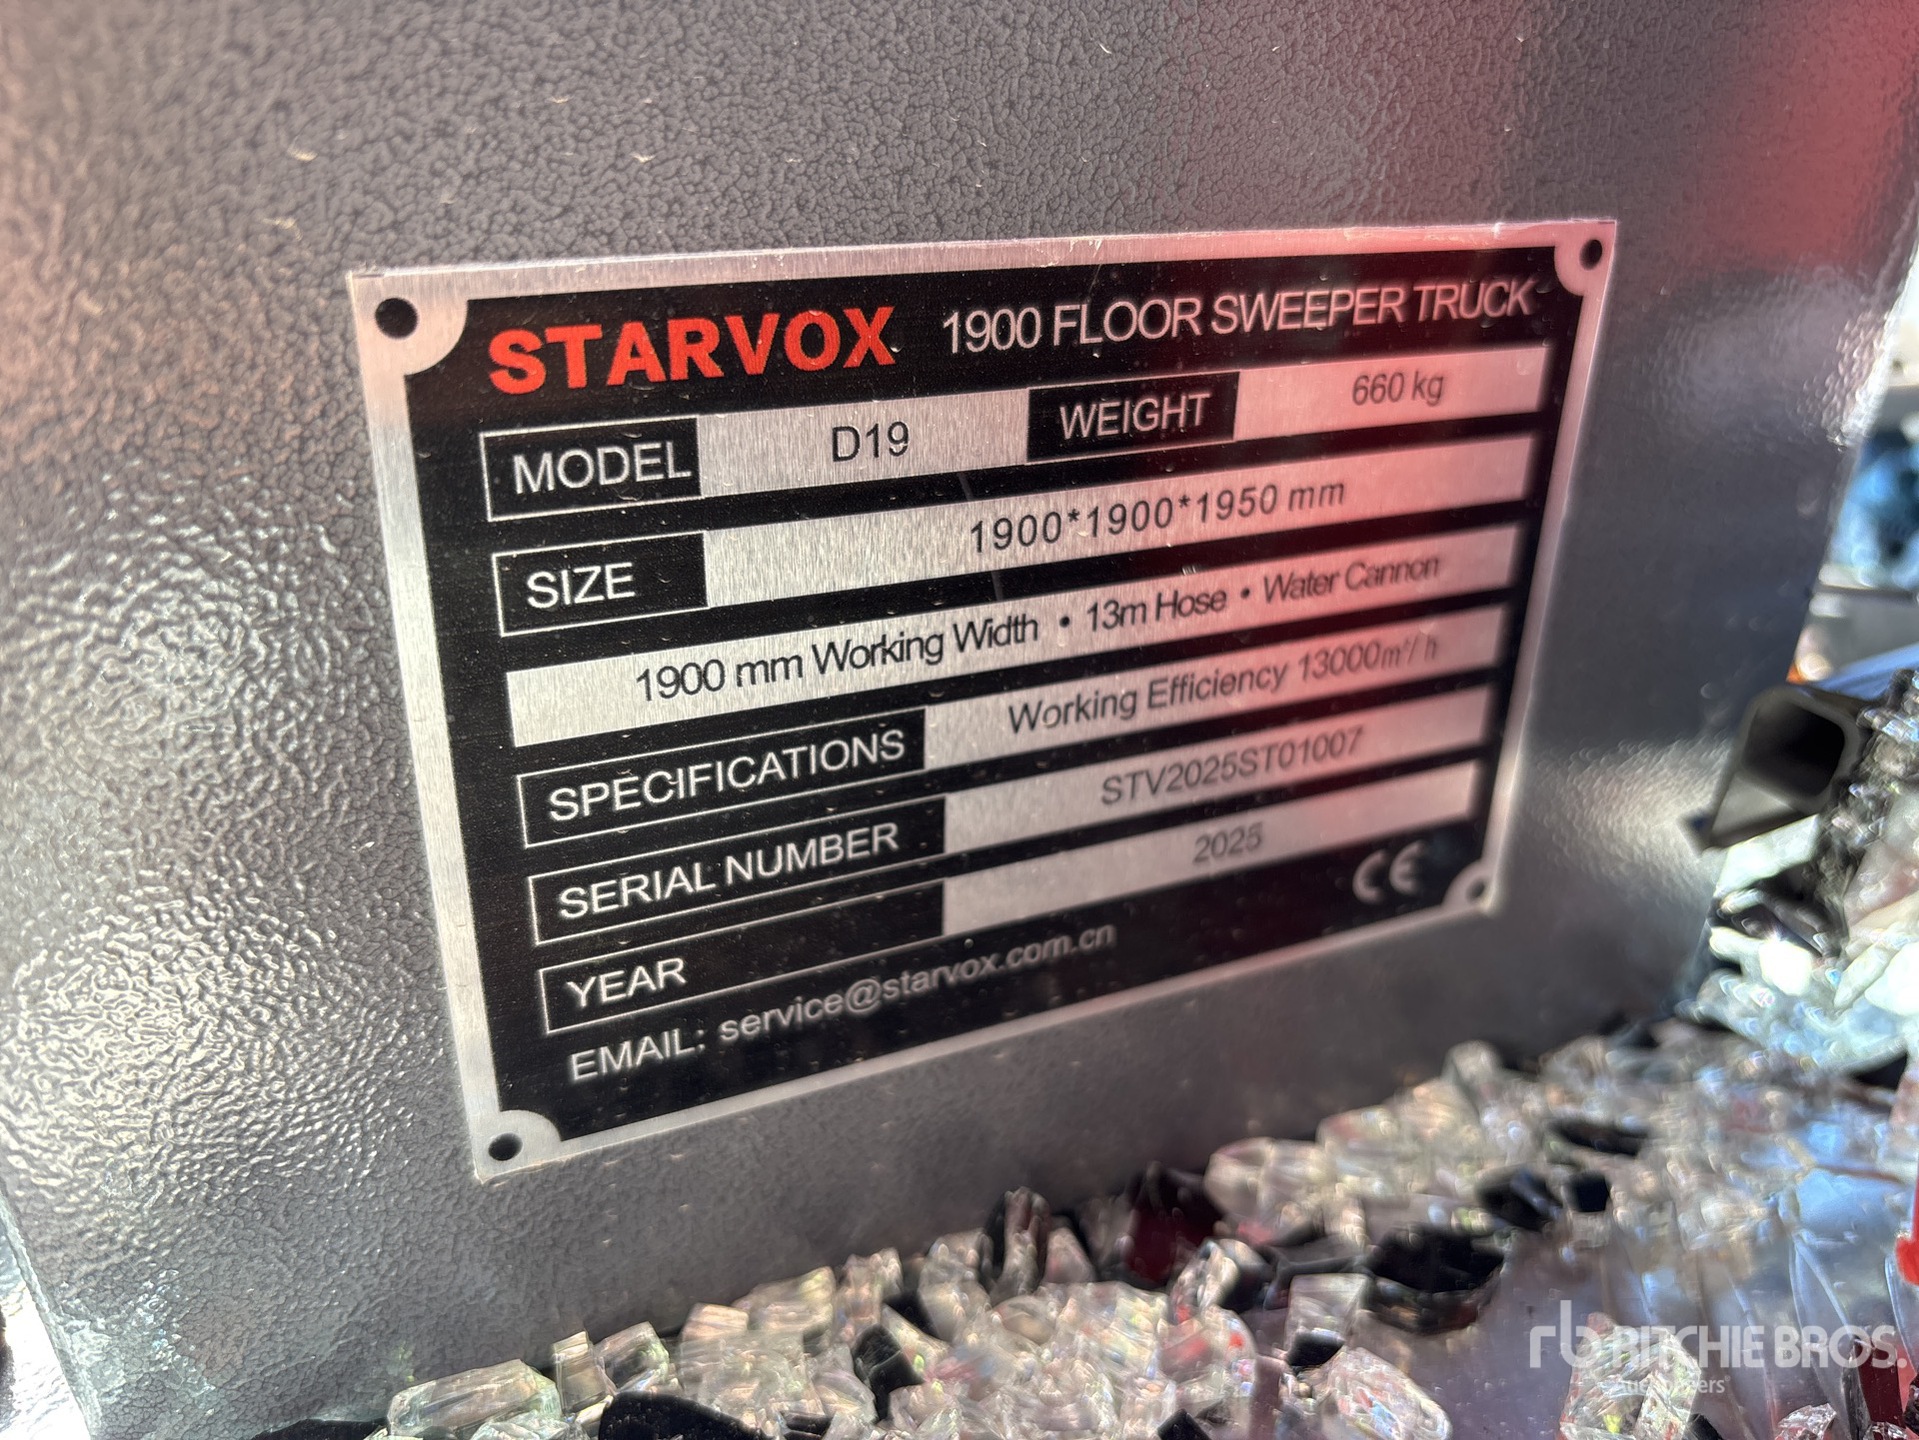 STARVOX 1900 FLOOR SWEEPER TRUCK
MODEL D19 WEIGHT 660 kg
SIZE 1900*1900*1950 mm
1900 mm Working Width • 13m Hose • Water Cannon
SPECIFICATIONS Working Efficiency 13000m²/h
SERIAL NUMBER STV2025ST01007
YEAR 2025
EMAIL: service@starvox.com.cn CE
rb RITCHIE BROS.
Auctioneers